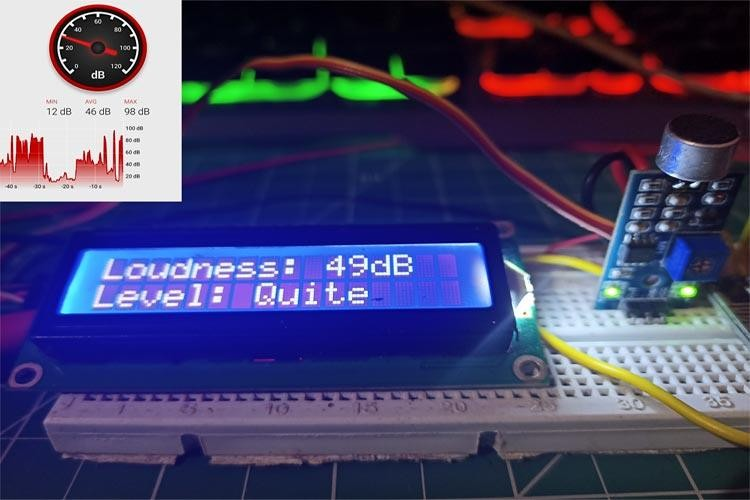 60
40
80
20
100
120
dB
MIN AVG MAX
12 dB 46 dB 98 dB
100 dB
80 dB
60 dB
40 dB
20 dB
-40 s -30 s -20 s -10 s
Loudness: 49dB
Level: Quite
1 5 10 15 20 25 30 35